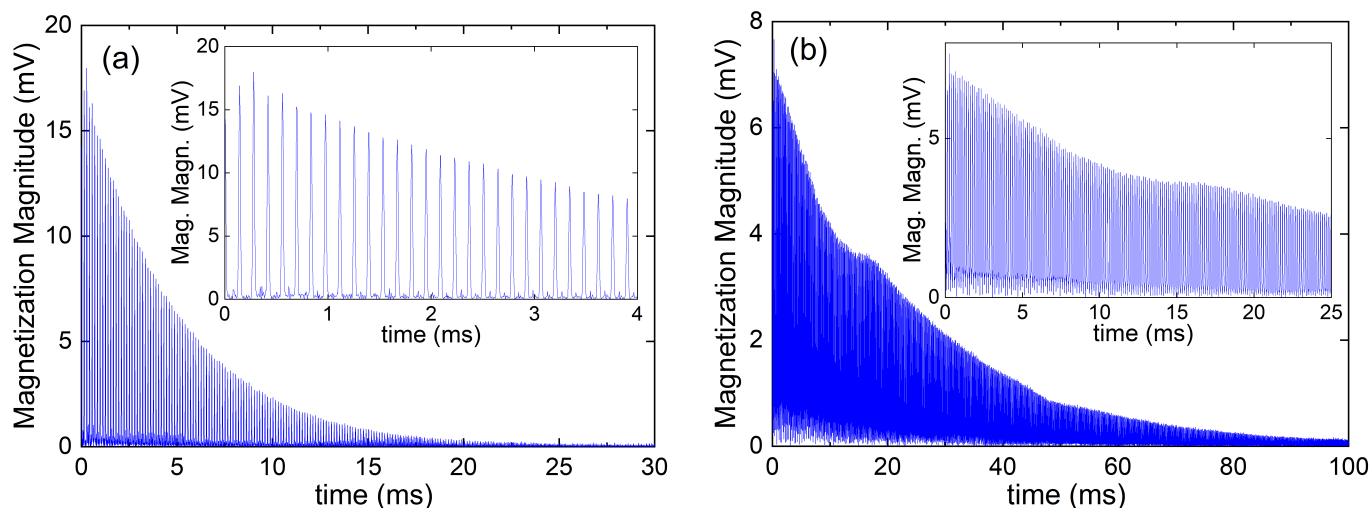 (a)
Magnetization Magnitude (mV)
20
15
10
5
0
0 5 10 15 20 25 30
time (ms)
Mag. Magn. (mV)
20
15
10
5
0
0 1 2 3 4
time (ms)
(b)
Magnetization Magnitude (mV)
8
6
4
2
0
0 20 40 60 80 100
time (ms)
Mag. Magn. (mV)
5
0
0 5 10 15 20 25
time (ms)